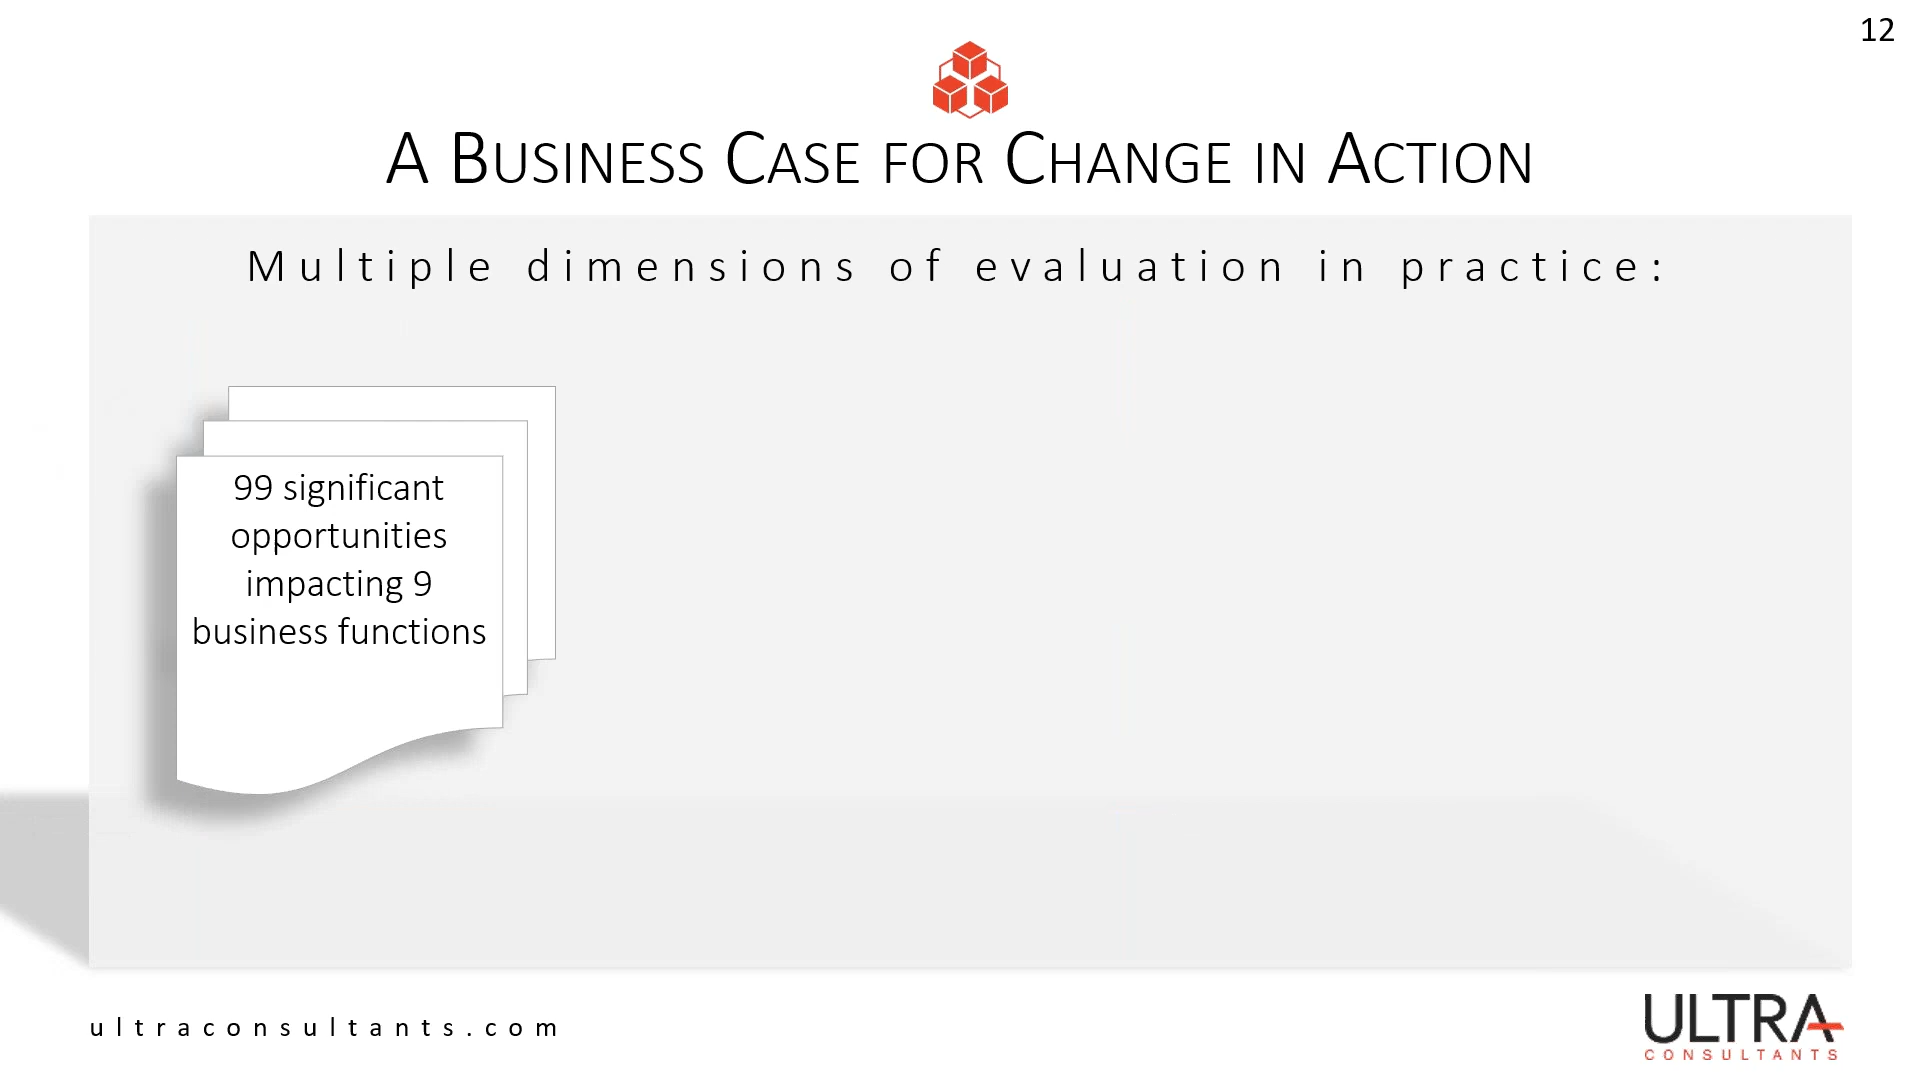 12
A BUSINESS CASE FOR CHANGE IN ACTION
Multiple dimensions of evaluation in practice:
99 significant
opportunities
impacting 9
business functions
ultraconsultants.com
ULTRA
CONSULTANTS